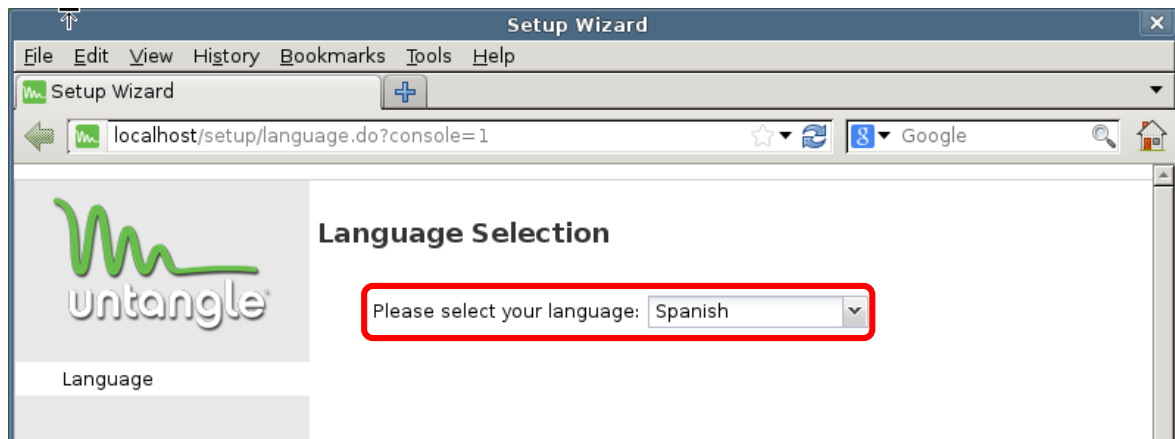 Setup Wizard
File Edit View History Bookmarks Tools Help
Setup Wizard
localhost/setup/language.do?console=1
Google
untangle
Language Selection
Please select your language: Spanish
Language